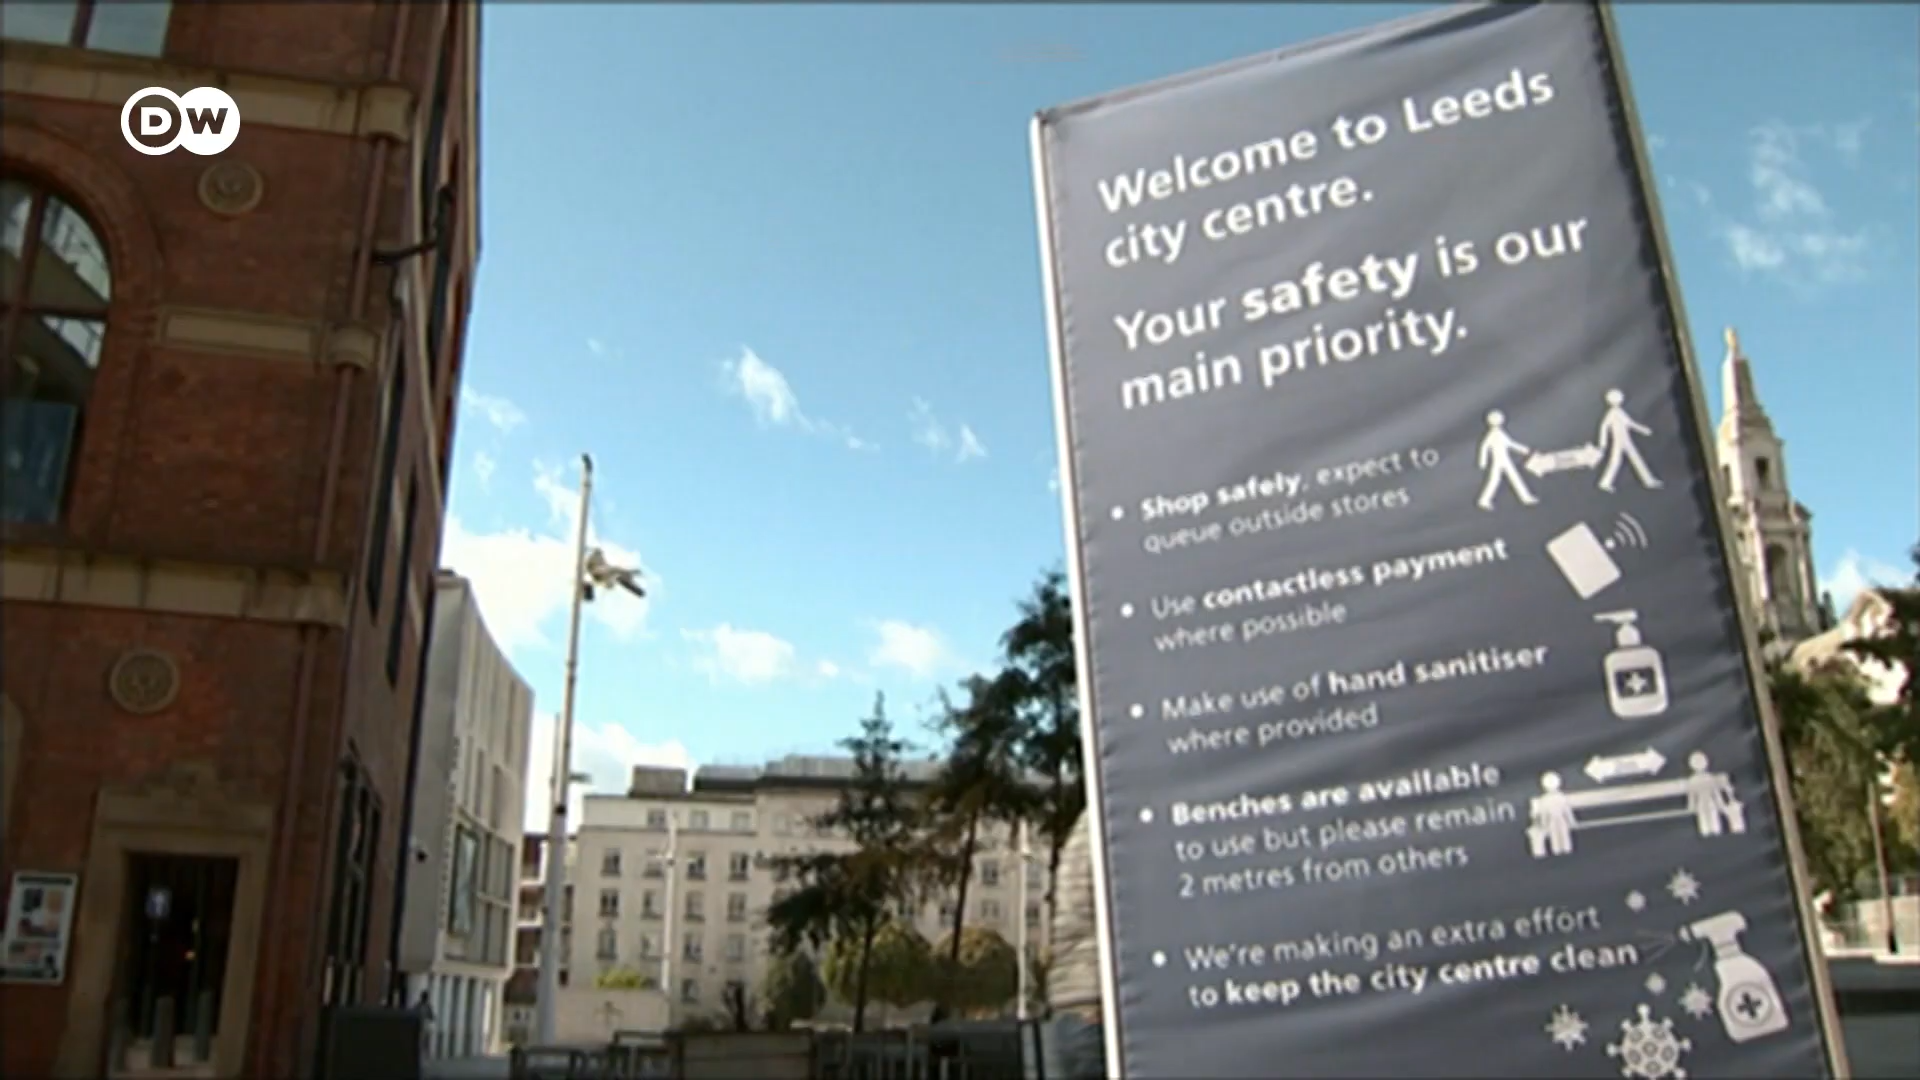 DW
Welcome to Leeds
city centre.
Your safety is our
main priority.
• Shop safely, expect to
queue outside stores
• Use contactless payment
where possible
• Make use of hand sanitiser
where provided
• Benches are available
to use but please remain
2 metres from others
• We're making an extra effort
to keep the city centre clean